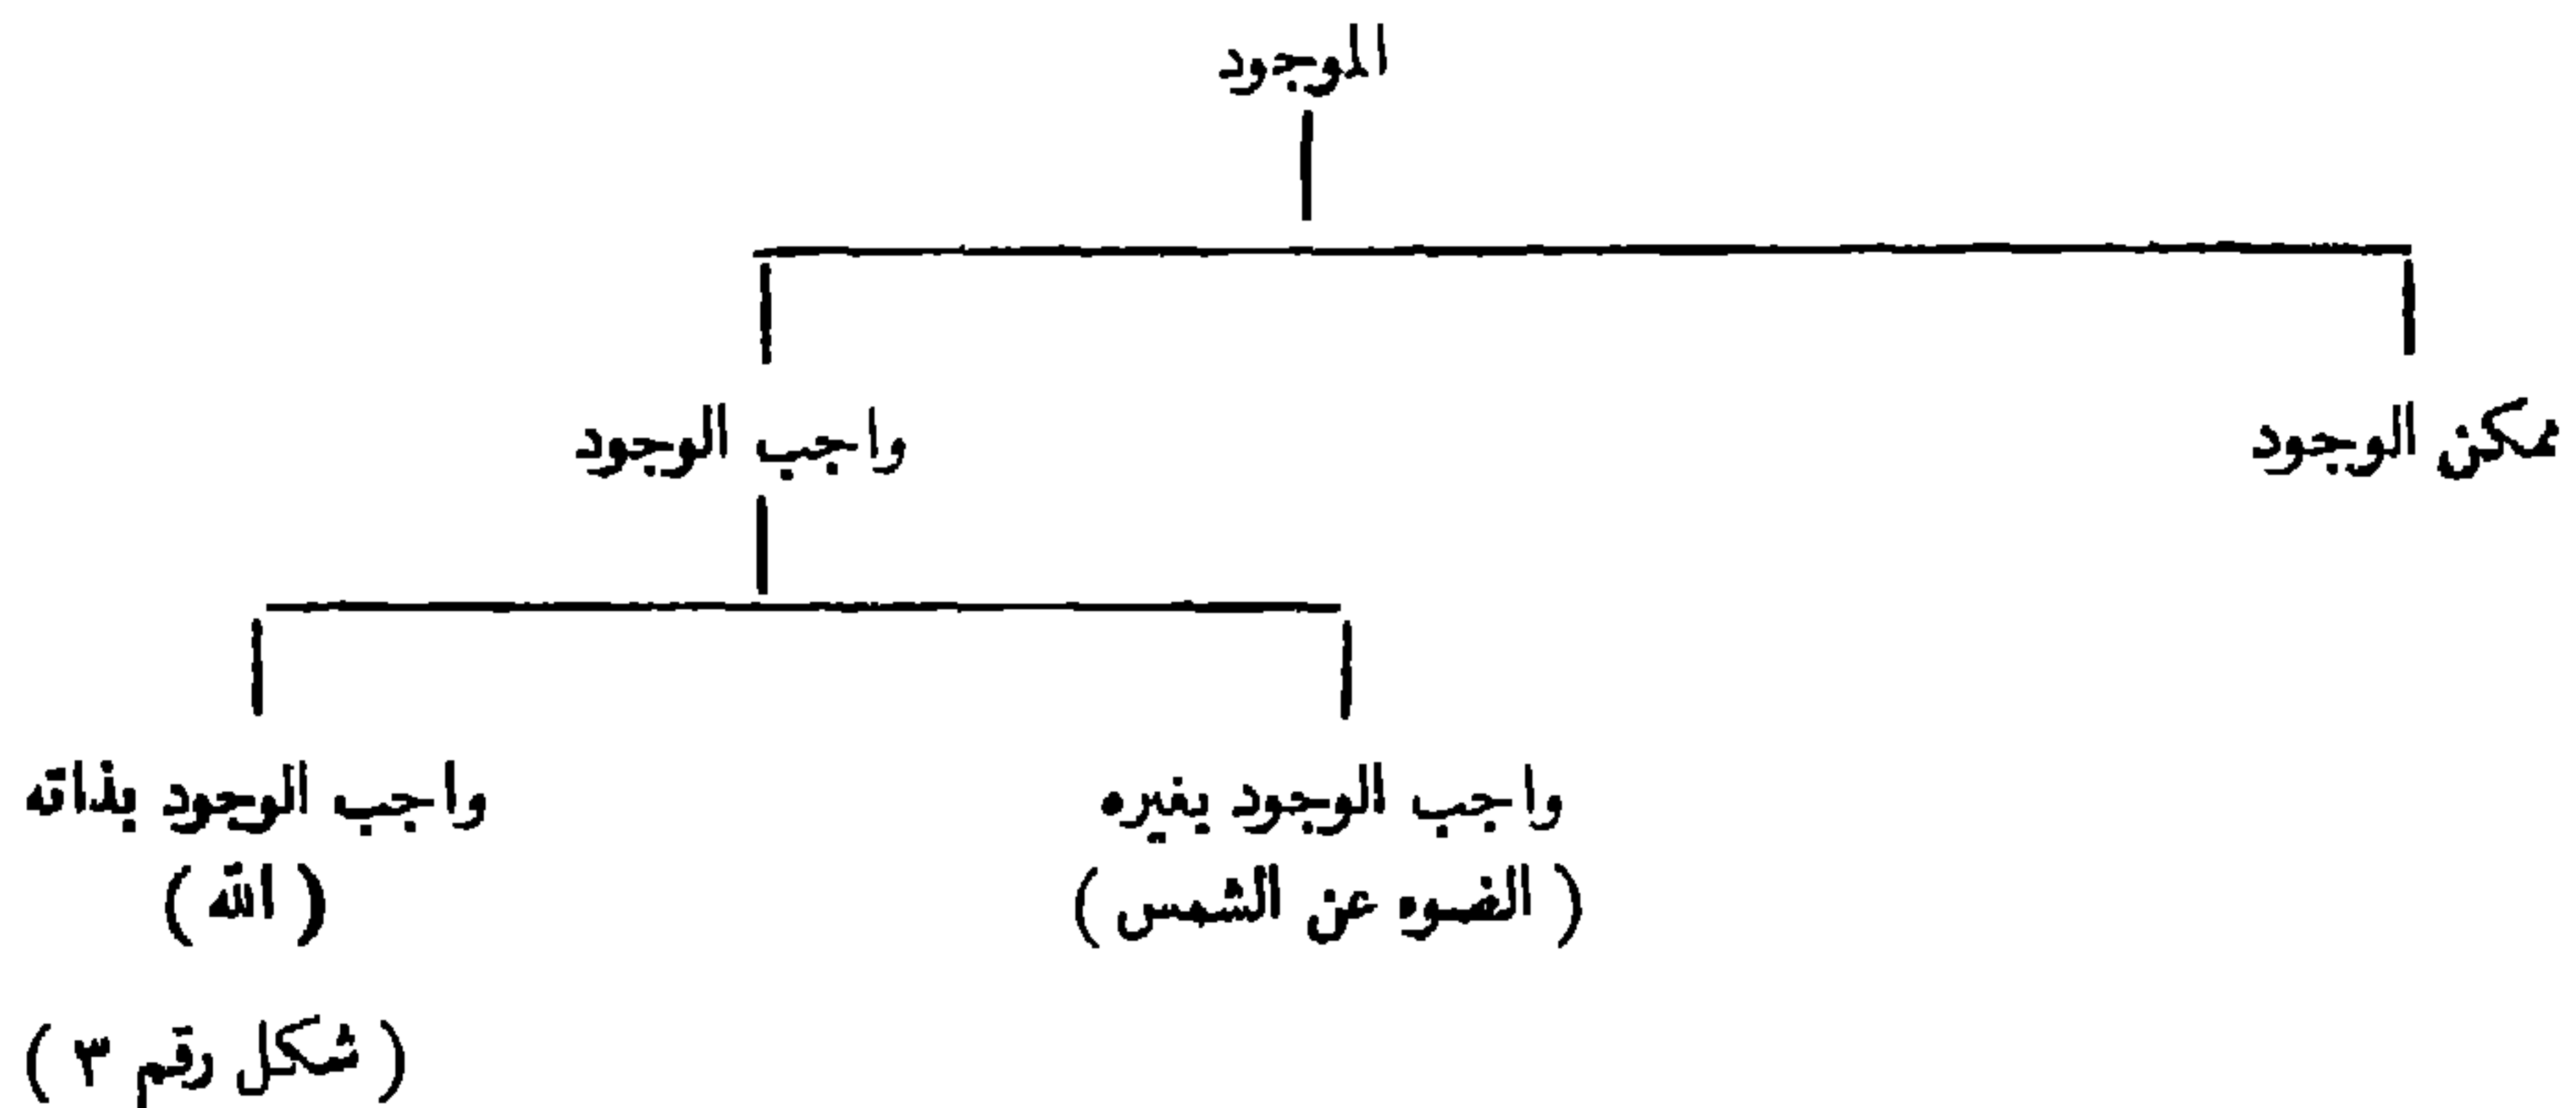 الموجود
ممكن الوجود
واجب الوجود
واجب الوجود بغيره
( الضوء عن الشمس )
واجب الوجود بذاته
( الله )
( شكل رقم ٣ )